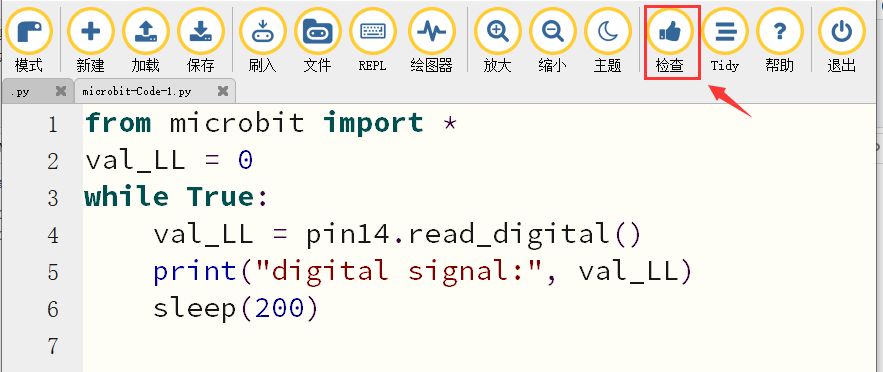 模式 新建 加载 保存 刷入 文件 REPL 绘图器 放大 缩小 主题 检查 Tidy 帮助 退出
.py microbit-Code-1.py
1 from microbit import *
2 val_LL = 0
3 while True:
4 val_LL = pin14.read_digital()
5 print("digital signal:", val_LL)
6 sleep(200)
7